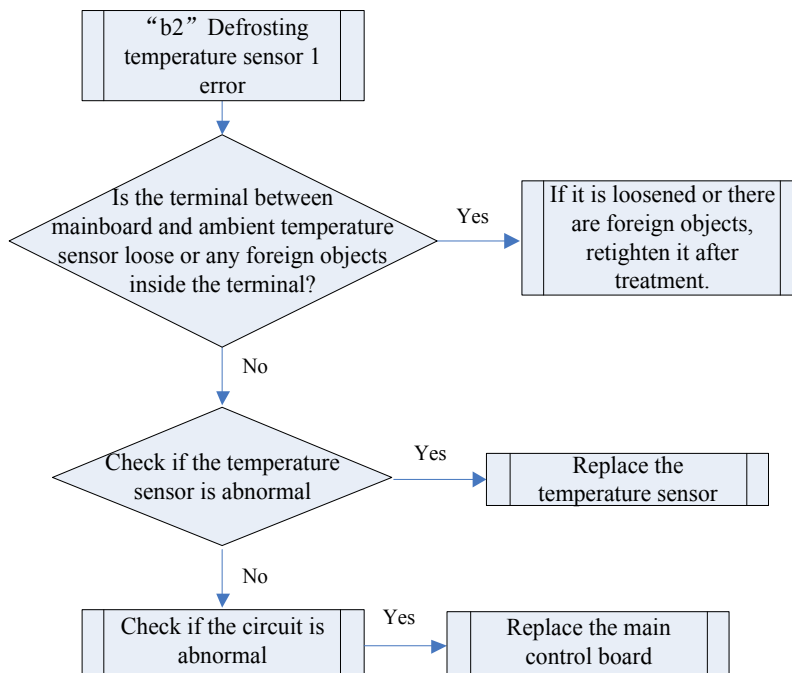 “b2” Defrosting
temperature sensor 1
error
Is the terminal between
mainboard and ambient temperature
sensor loose or any foreign objects
inside the terminal?
Yes
If it is loosened or there
are foreign objects,
retighten it after
treatment.
No
Check if the temperature
sensor is abnormal
Yes
Replace the
temperature sensor
No
Check if the circuit is
abnormal
Yes
Replace the main
control board